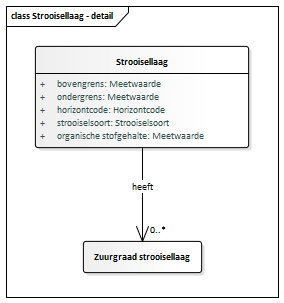 class Strooisellaag - detail
Strooisellaag
+ bovengrens: Meetwaarde
+ ondergrens: Meetwaarde
+ horizontcode: Horizontcode
+ strooiselsoort: Strooiselsoort
+ organische stofgehalte: Meetwaarde
heeft
0..*
Zuurgraad strooisellaag